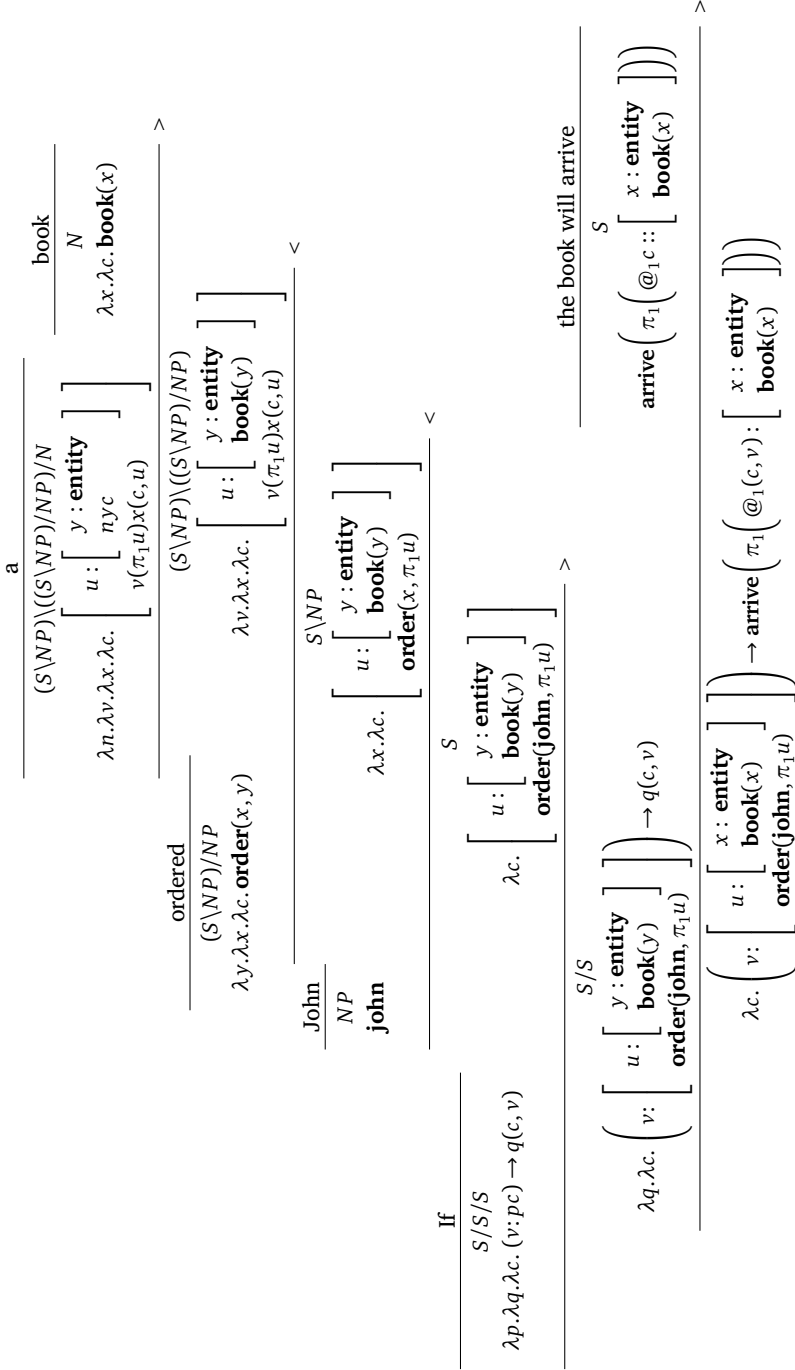 a
(S\NP)\((S\NP)/NP)/N
λn.λv.λx.λc. [ u : [ y : entity
nyc ]
v(π₁u)x(c,u) ]
book
N
λx.λc.book(x)
>
ordered
(S\NP)/NP
λy.λx.λc.order(x, y)
(S\NP)\((S\NP)/NP)
λv.λx.λc. [ u : [ y : entity
book(y) ]
v(π₁u)x(c,u) ]
<
John
NP
john
S\NP
λx.λc. [ u : [ y : entity
book(y) ]
order(x, π₁u) ]
<
If
S/S/S
λp.λq.λc. (v: pc) → q(c, v)
S
λc. [ u : [ y : entity
book(y) ]
order(john, π₁u) ]
>
S/S
λq.λc. ( v: [ u : [ y : entity
book(y) ]
order(john, π₁u) ] ) → q(c, v)
the book will arrive
S
arrive ( π₁ ( @₁c :: [ x : entity
book(x) ] ) )
>
λc. ( v: [ u : [ x : entity
book(x) ]
order(john, π₁u) ] ) → arrive ( π₁ ( @₁(c, v) : [ x : entity
book(x) ] ) )